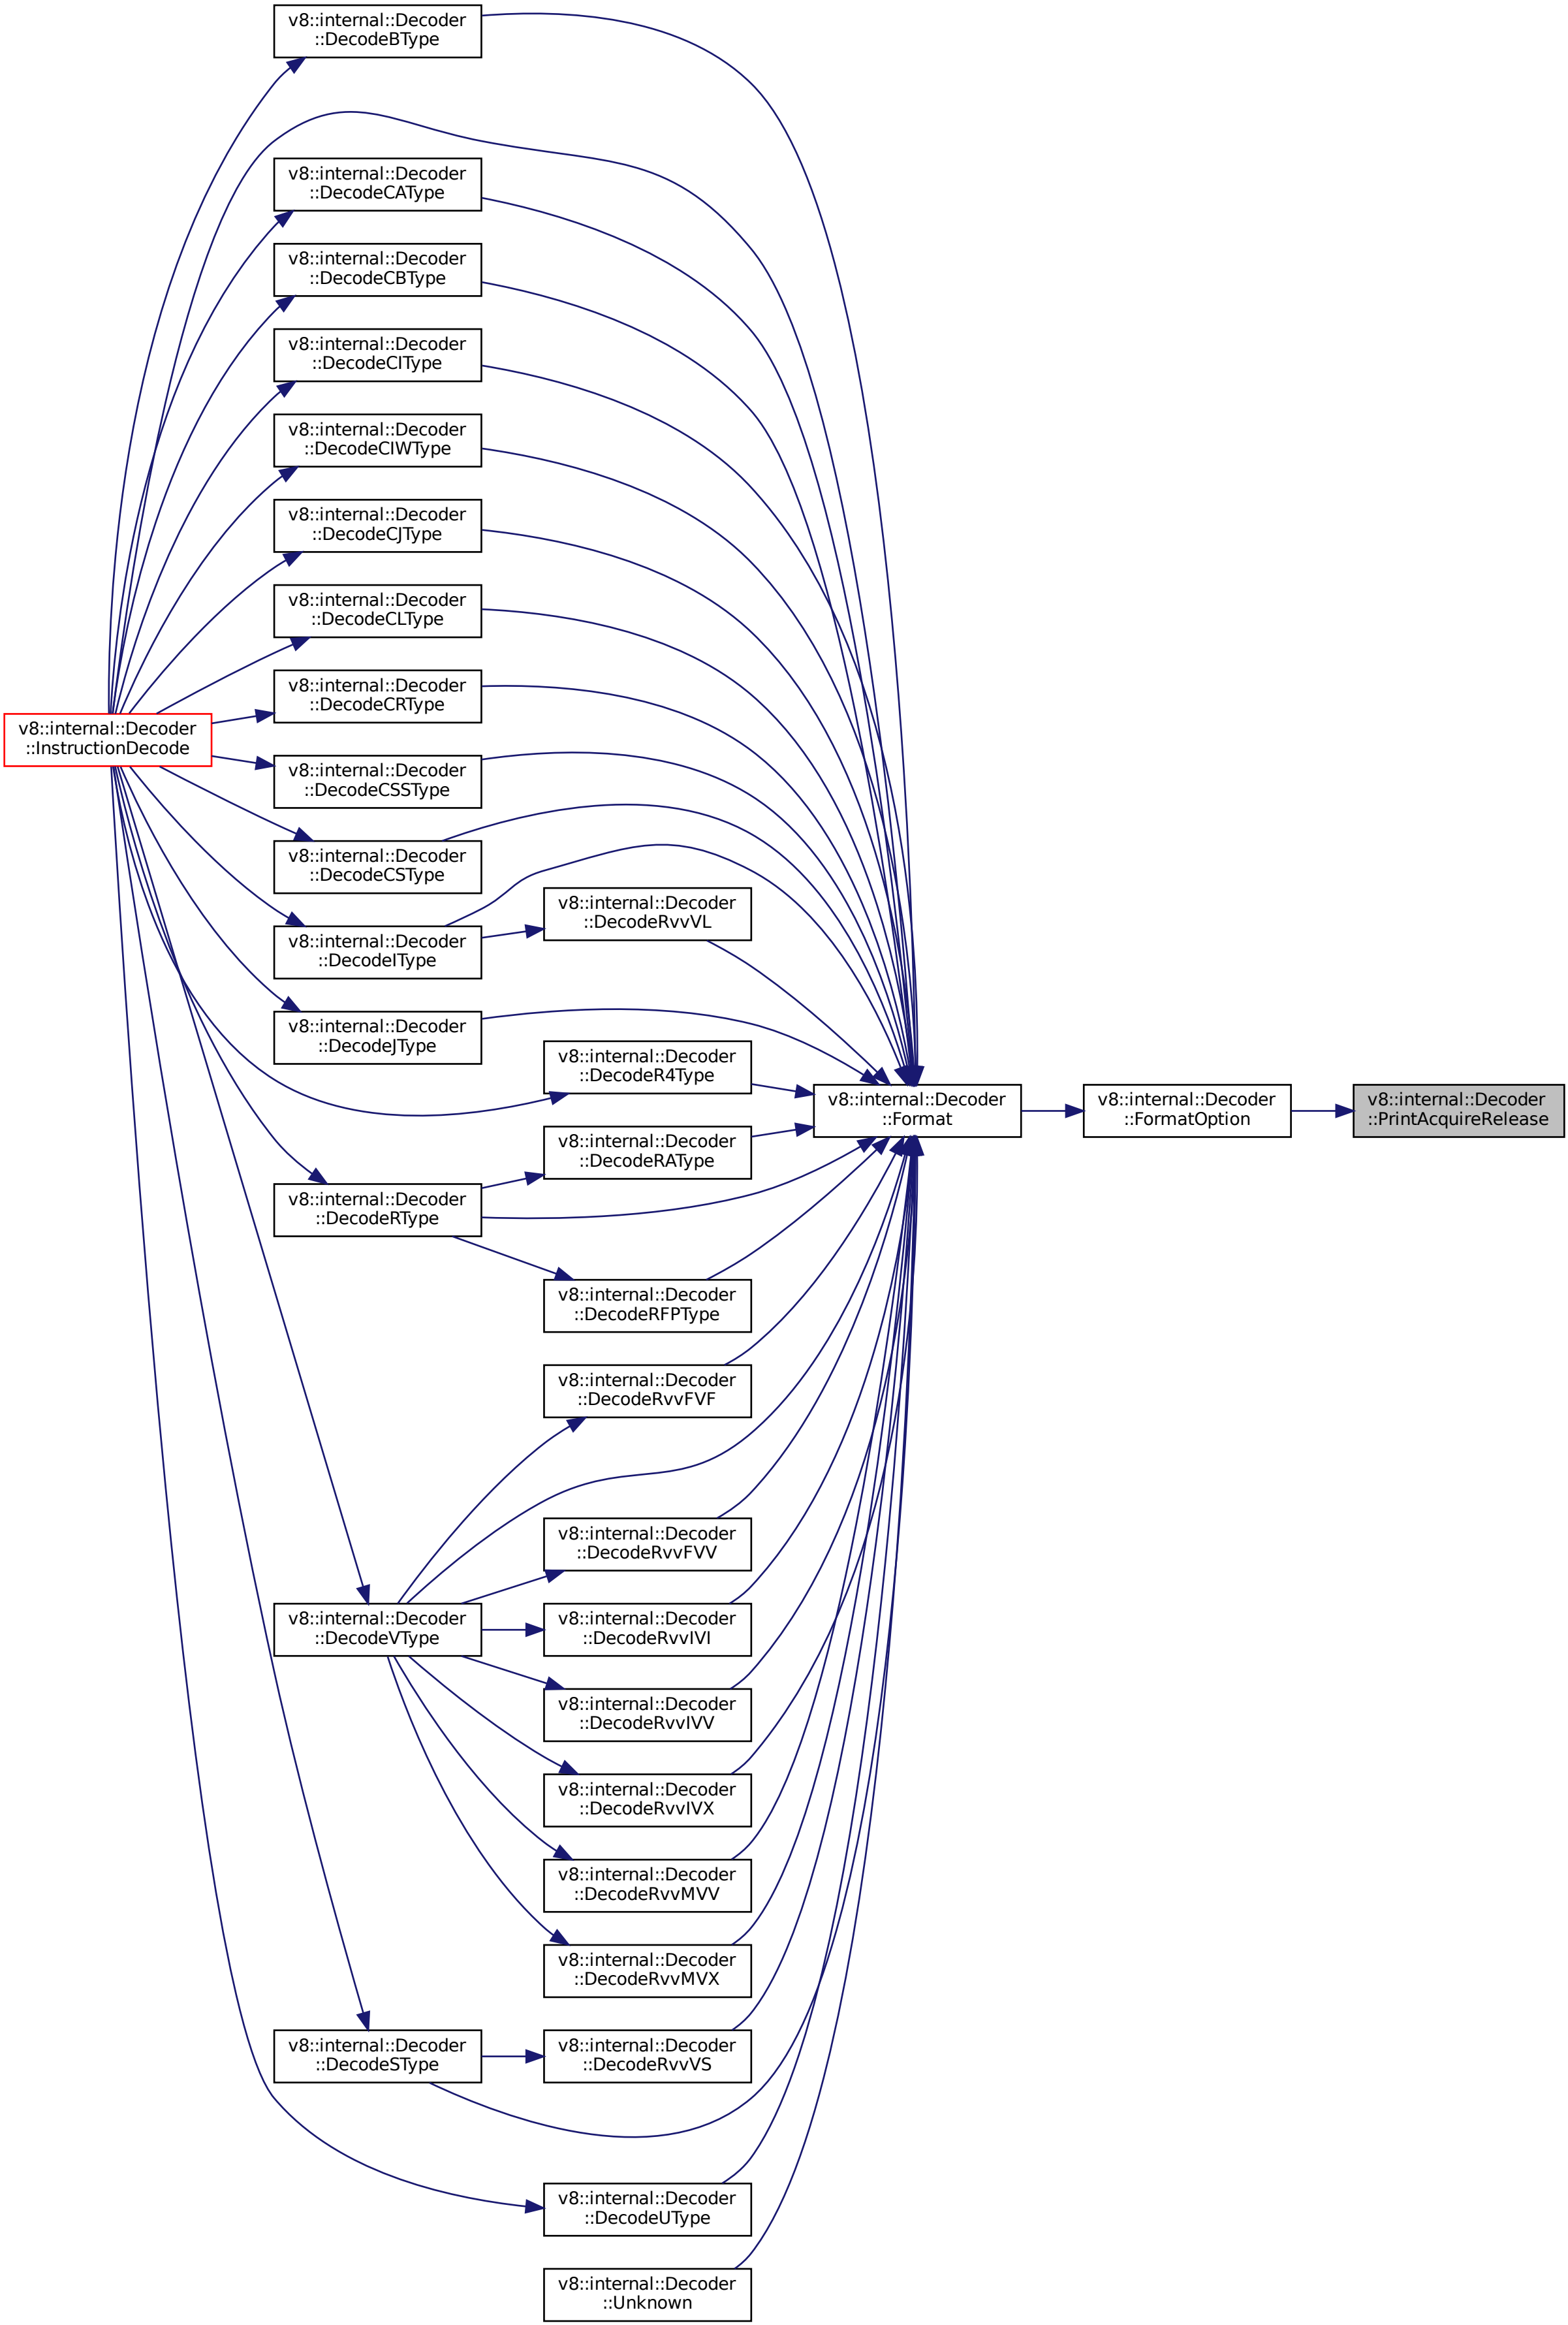 v8::internal::Decoder
::DecodeBType
v8::internal::Decoder
::DecodeCAType
v8::internal::Decoder
::DecodeCBType
v8::internal::Decoder
::DecodeCIType
v8::internal::Decoder
::DecodeCIWType
v8::internal::Decoder
::DecodeCJType
v8::internal::Decoder
::DecodeCLType
v8::internal::Decoder
::DecodeCRType
v8::internal::Decoder
::InstructionDecode
v8::internal::Decoder
::DecodeCSSType
v8::internal::Decoder
::DecodeCSType
v8::internal::Decoder
::DecodeRvvVL
v8::internal::Decoder
::DecodeIType
v8::internal::Decoder
::DecodeJType
v8::internal::Decoder
::DecodeR4Type
v8::internal::Decoder
::Format
v8::internal::Decoder
::FormatOption
v8::internal::Decoder
::PrintAcquireRelease
v8::internal::Decoder
::DecodeRAType
v8::internal::Decoder
::DecodeRType
v8::internal::Decoder
::DecodeRFPType
v8::internal::Decoder
::DecodeRvvFVF
v8::internal::Decoder
::DecodeRvvFVV
v8::internal::Decoder
::DecodeVType
v8::internal::Decoder
::DecodeRvvIVI
v8::internal::Decoder
::DecodeRvvIVV
v8::internal::Decoder
::DecodeRvvIVX
v8::internal::Decoder
::DecodeRvvMVV
v8::internal::Decoder
::DecodeRvvMVX
v8::internal::Decoder
::DecodeSType
v8::internal::Decoder
::DecodeRvvVS
v8::internal::Decoder
::DecodeUType
v8::internal::Decoder
::Unknown